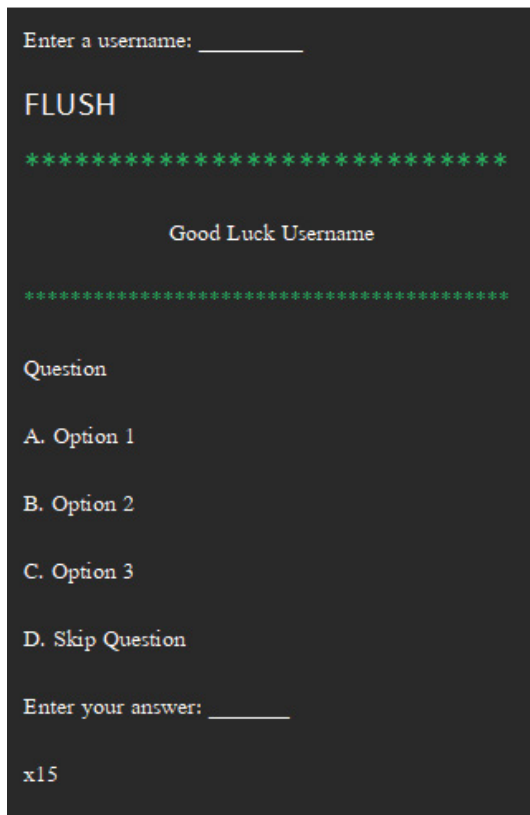 Enter a username: _________
FLUSH
*****************************
Good Luck Username
******************************************
Question
A. Option 1
B. Option 2
C. Option 3
D. Skip Question
Enter your answer: _______
x15